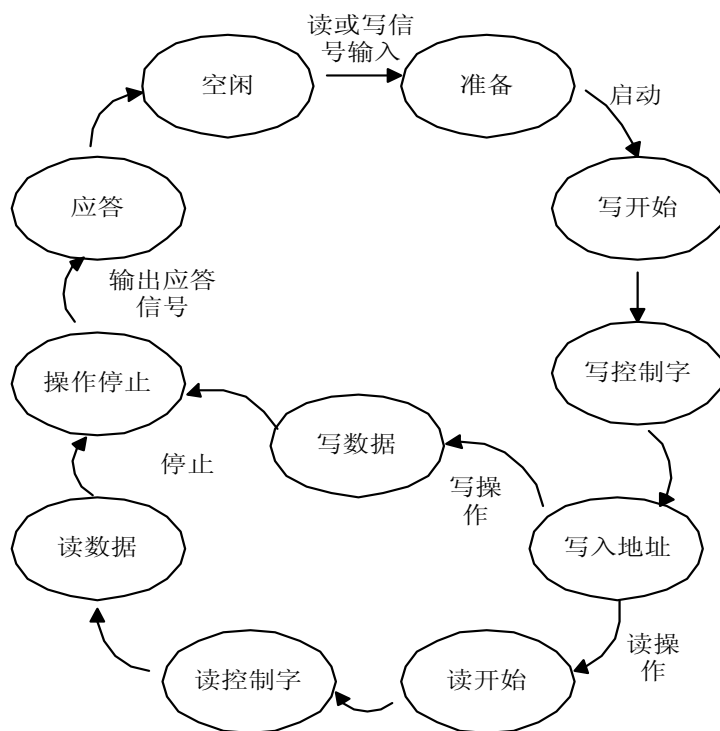 读或写信
号输入
空闲
准备
启动
应答
写开始
输出应答
信号
操作停止
写控制字
写数据
停止
写操
作
读数据
写入地址
读操
作
读控制字
读开始